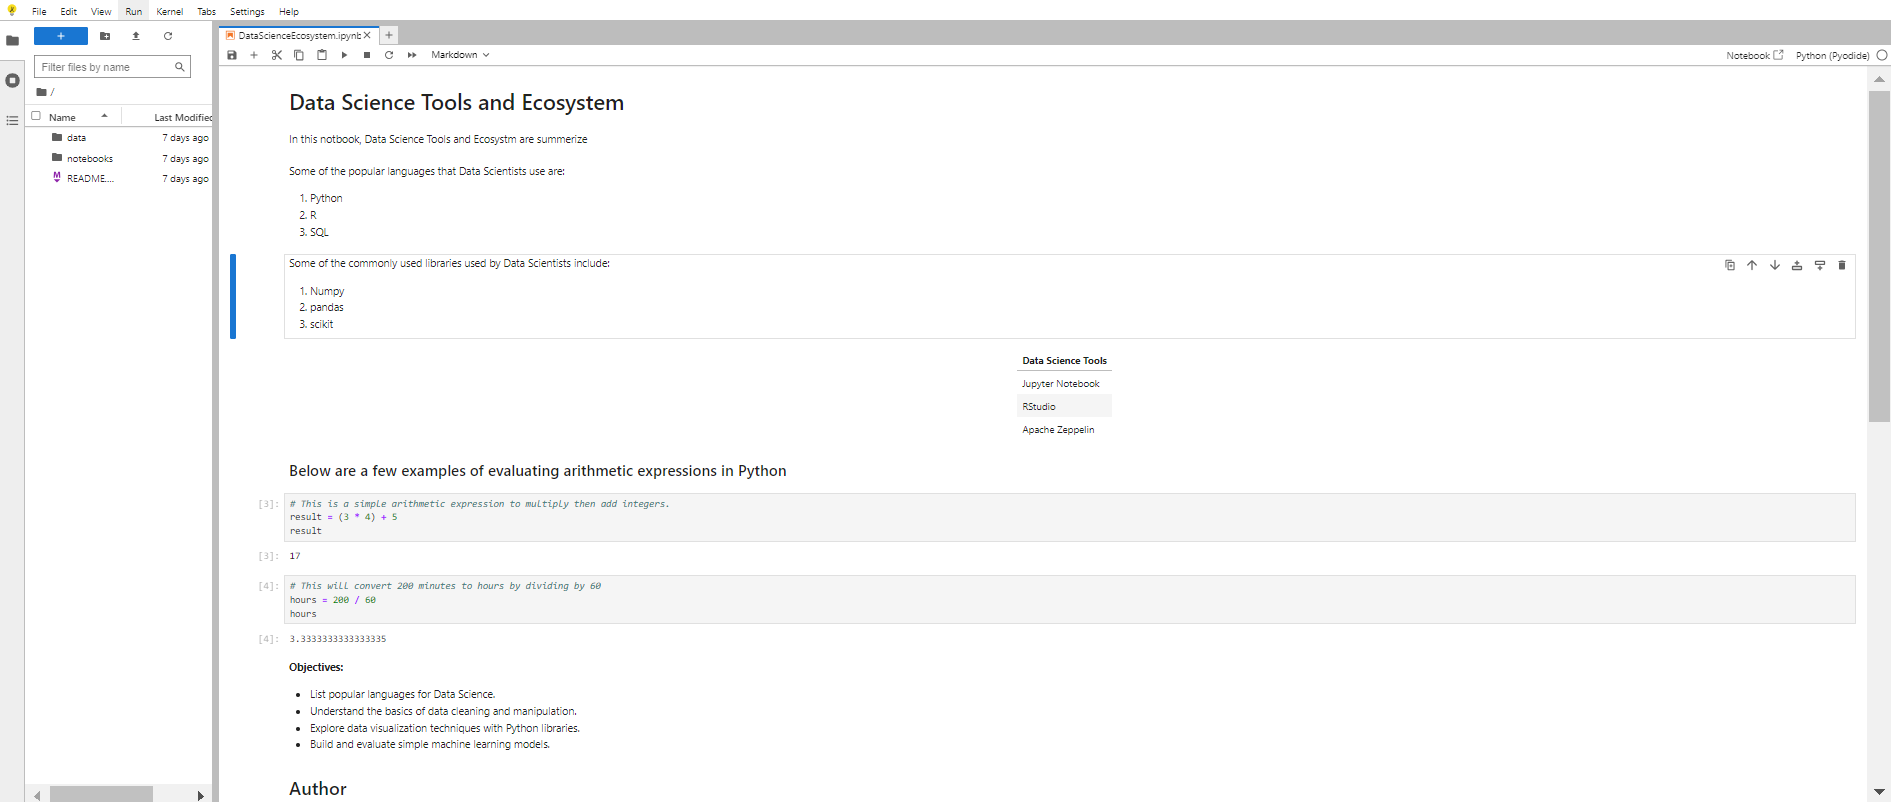 File Edit View Run Kernel Tabs Settings Help
DataScienceEcosystem.ipynb
Filter files by name
Markdown
Notebook
Python (Pyodide)
/
Name Last Modified
data 7 days ago
notebooks 7 days ago
README.... 7 days ago
Data Science Tools and Ecosystem
In this notbook, Data Science Tools and Ecosystm are summerize
Some of the popular languages that Data Scientists use are:
1. Python
2. R
3. SQL
Some of the commonly used libraries used by Data Scientists include:
1. Numpy
2. pandas
3. scikit
Data Science Tools
Jupyter Notebook
RStudio
Apache Zeppelin
Below are a few examples of evaluating arithmetic expressions in Python
[3]: # This is a simple arithmetic expression to multiply then add integers.
result = (3 * 4) + 5
result
[3]: 17
[4]: # This will convert 200 minutes to hours by dividing by 60
hours = 200 / 60
hours
[4]: 3.3333333333333335
Objectives:
• List popular languages for Data Science.
• Understand the basics of data cleaning and manipulation.
• Explore data visualization techniques with Python libraries.
• Build and evaluate simple machine learning models.
Author